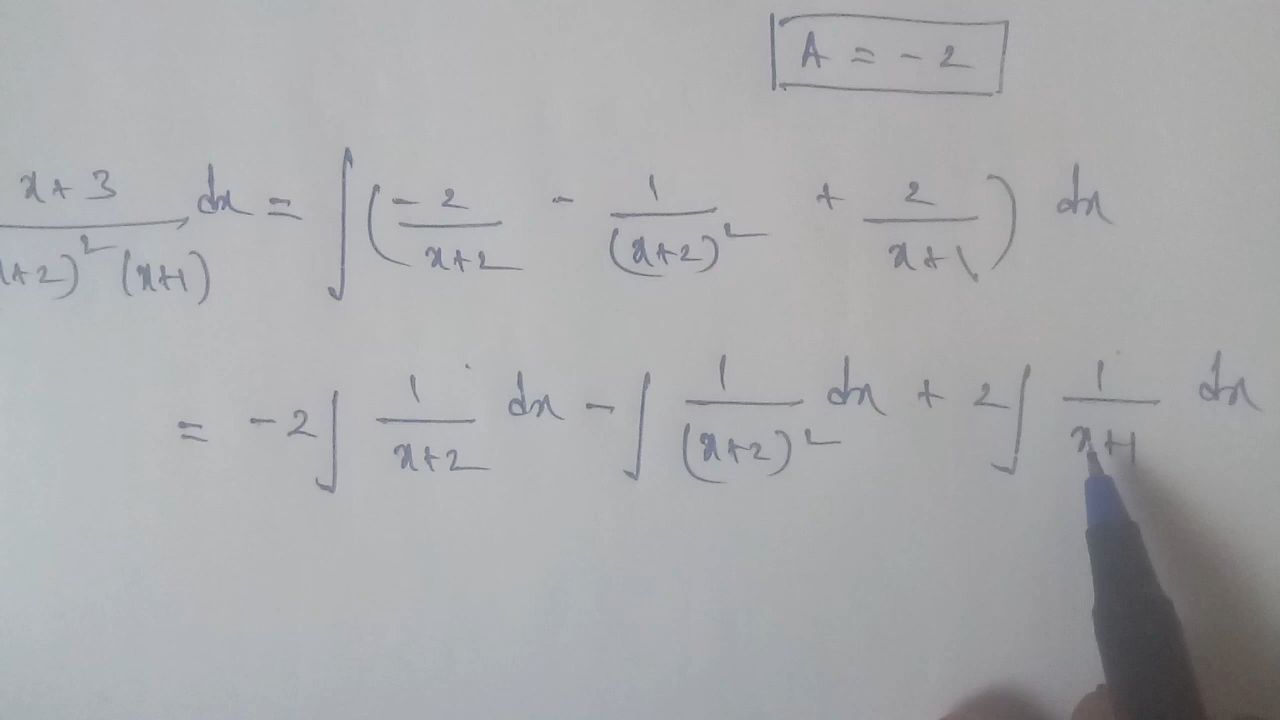 A = - 2
x + 3 / (x+2)² (x+1) dx = ∫ ( - 2 / x+2 - 1 / (x+2)² + 2 / x+1 ) dx
= -2 ∫ 1 / x+2 dx - ∫ 1 / (x+2)² dx + 2 ∫ 1 / x+1 dx